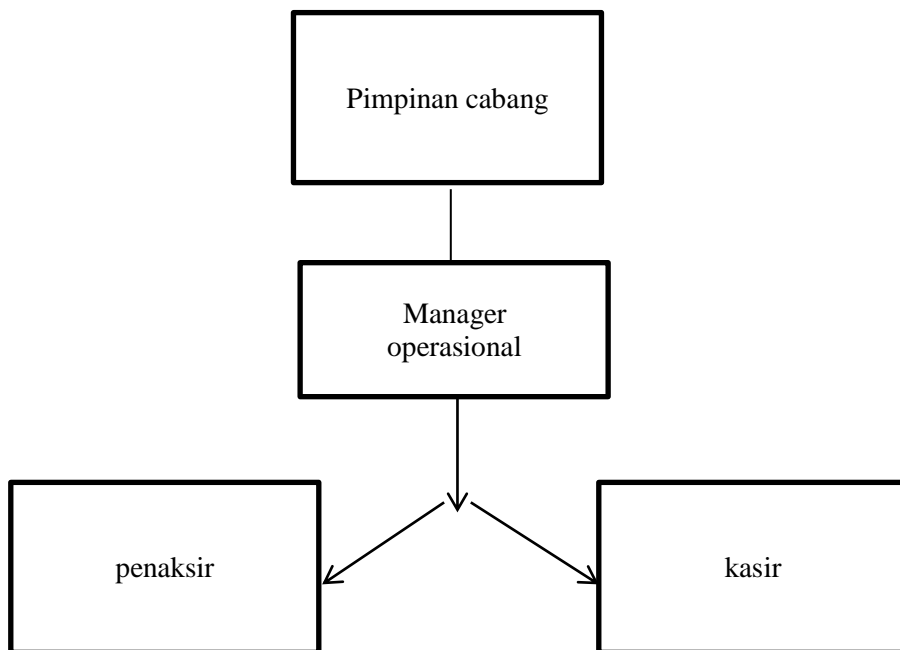 Pimpinan cabang
Manager
operasional
penaksir
kasir